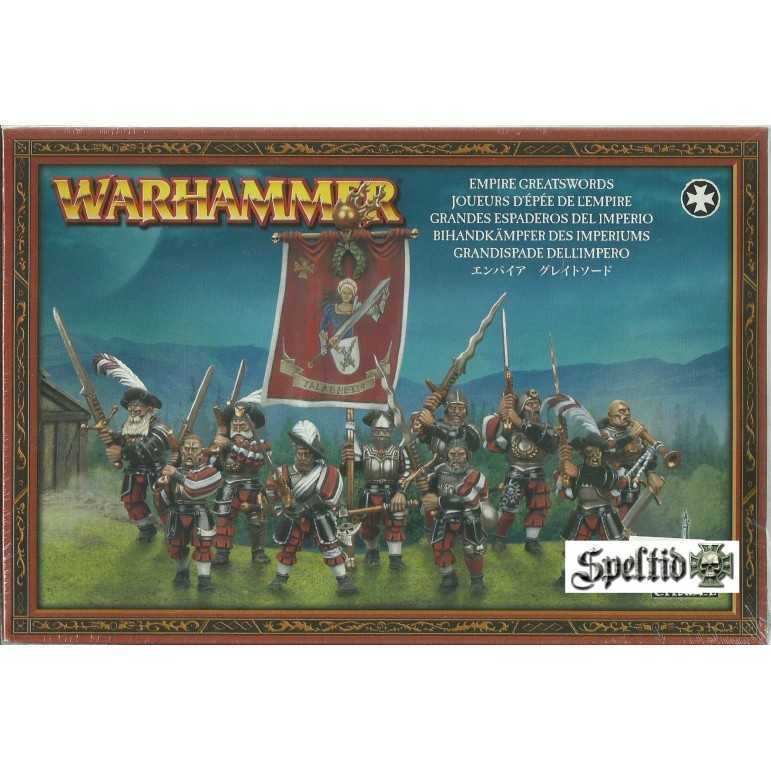 WARHAMMER
EMPIRE GREATSWORDS
JOUEURS D'ÉPÉE DE L'EMPIRE
GRANDES ESPADEROS DEL IMPERIO
BIHANDKÄMPFER DES IMPERIUMS
GRANDISPADE DELL'IMPERO
エンパイア グレイトソード
TALABHEIM
Speltid